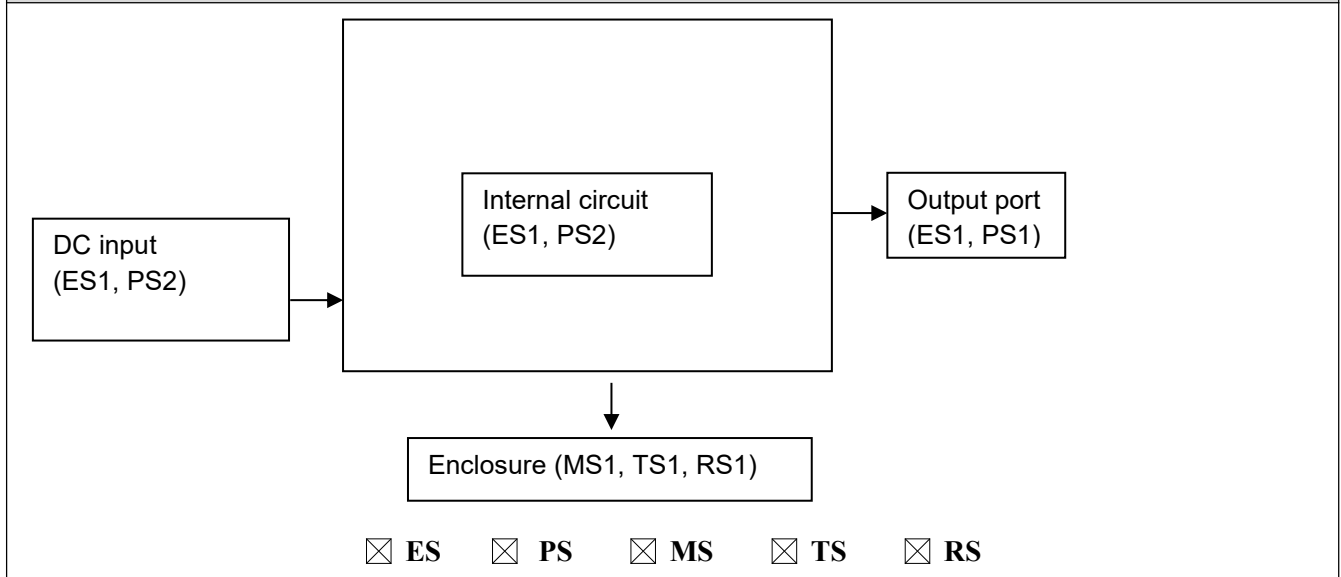 DC input
(ES1, PS2)
Internal circuit
(ES1, PS2)
Output port
(ES1, PS1)
Enclosure (MS1, TS1, RS1)
☒ ES ☒ PS ☒ MS ☒ TS ☒ RS